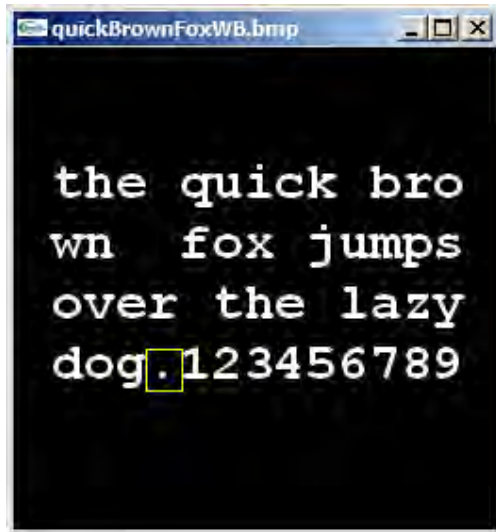 quickBrownFoxWB.bmp
the quick bro
wn  fox jumps
over the lazy
dog.123456789